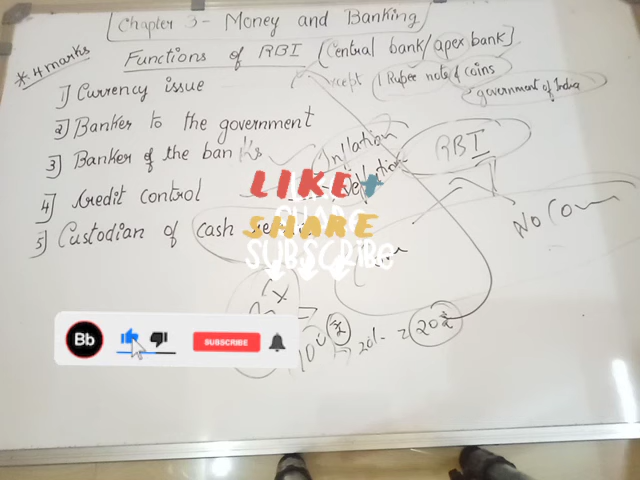 Chapter 3 - Money and Banking
* 4 marks
Functions of RBI [Central bank/apex bank]
1] Currency issue
Except 1 Rupee note & coins
government of India
2] Banker to the government
3] Banker of the banks
Inflation
Deflation
RBI
4] Credit control
5] Custodian of cash
LIKE
SHARE
SUBSCRIBE
No Com
Bb
SUBSCRIBE
20% = 20